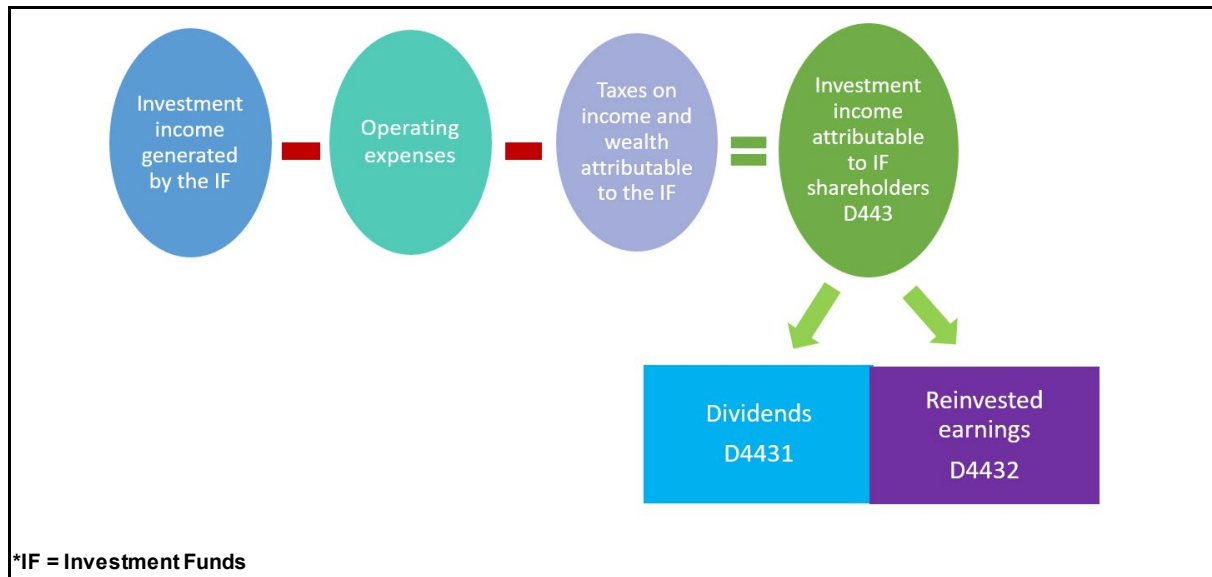 Investment
income
generated
by the IF
Operating
expenses
Taxes on
income and
wealth
attributable
to the IF
Investment
income
attributable
to IF
shareholders
D443
Dividends
D4431
Reinvested
earnings
D4432
*IF = Investment Funds